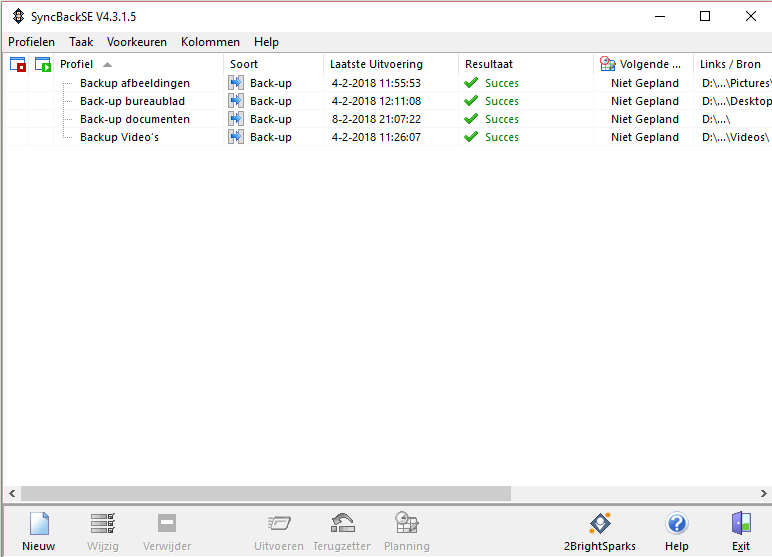 SyncBackSE V4.3.1.5
Profielen Taak Voorkeuren Kolommen Help
Profiel Soort Laatste Uitvoering Resultaat Volgende ... Links / Bron
Backup afbeeldingen Back-up 4-2-2018 11:55:53 Succes Niet Gepland D:\...\Pictures\
Back-up bureaublad Back-up 4-2-2018 12:11:08 Succes Niet Gepland D:\...\Desktop
Back-up documenten Back-up 8-2-2018 21:07:22 Succes Niet Gepland D:\...\
Backup Video's Back-up 4-2-2018 11:26:07 Succes Niet Gepland D:\...\Videos\
Nieuw Wijzig Verwijder Uitvoeren Terugzetter Planning 2BrightSparks Help Exit